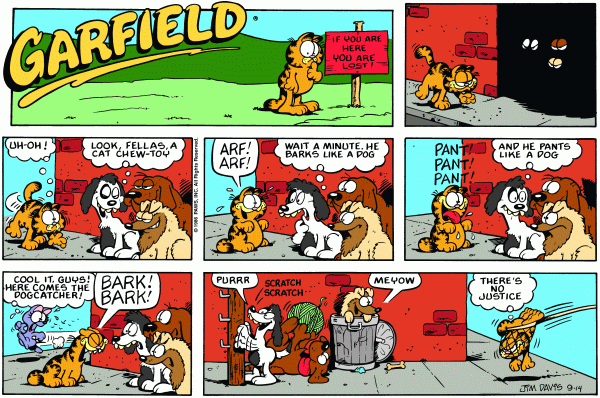 GARFIELD
®
IF YOU ARE
HERE
YOU ARE
LOST!
UH-OH!
LOOK, FELLAS, A
CAT CHEW-TOY
ARF!
ARF!
WAIT A MINUTE. HE
BARKS LIKE A DOG
PANT!
PANT!
PANT!
AND HE PANTS
LIKE A DOG
COOL IT, GUYS!
HERE COMES THE
DOGCATCHER!
BARK!
BARK!
PURRR
SCRATCH
SCRATCH
MEYOW
THERE'S
NO
JUSTICE
JIM DAVIS 9-14